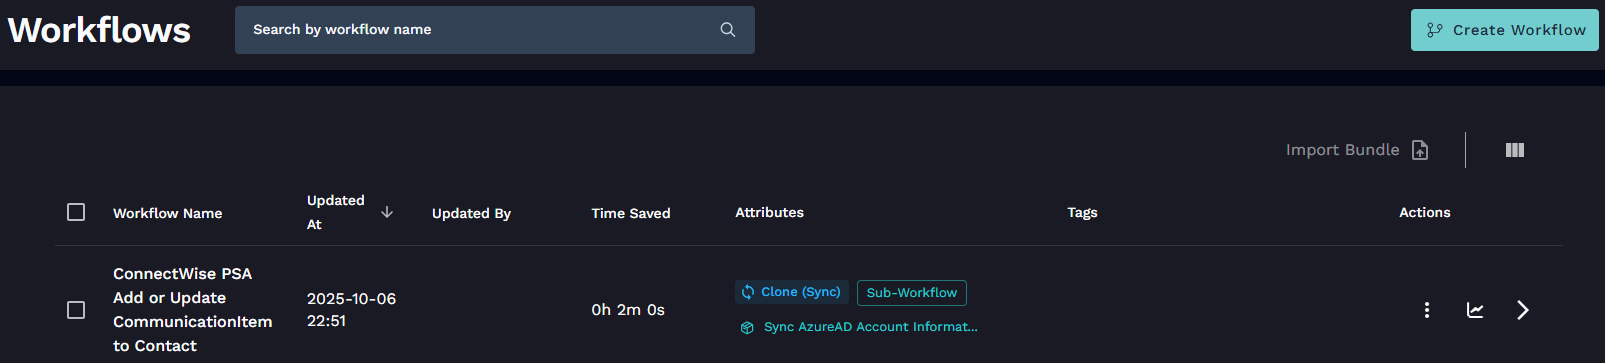 Workflows
Search by workflow name
Create Workflow
Import Bundle
Workflow Name
Updated
At
Updated By
Time Saved
Attributes
Tags
Actions
ConnectWise PSA
Add or Update
CommunicationItem
to Contact
2025-10-06
22:51
0h 2m 0s
Clone (Sync)
Sub-Workflow
Sync AzureAD Account Informat...